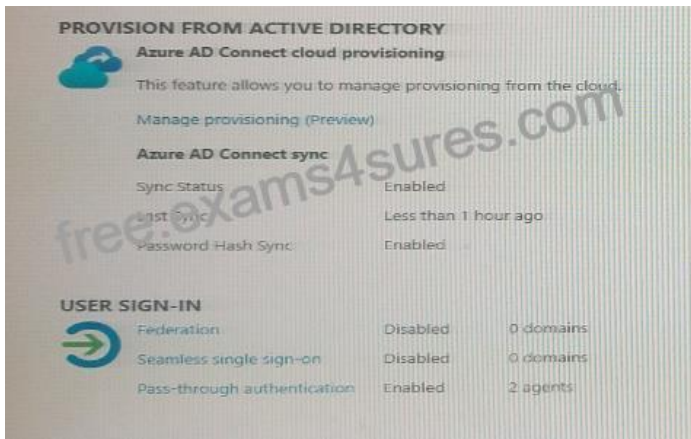 PROVISION FROM ACTIVE DIRECTORY
Azure AD Connect cloud provisioning
This feature allows you to manage provisioning from the cloud.
Manage provisioning (Preview)
Azure AD Connect sync
Sync Status Enabled
Last Sync Less than 1 hour ago
Password Hash Sync Enabled
free.exams4sures.com
USER SIGN-IN
Federation Disabled 0 domains
Seamless single sign-on Disabled 0 domains
Pass-through authentication Enabled 2 agents